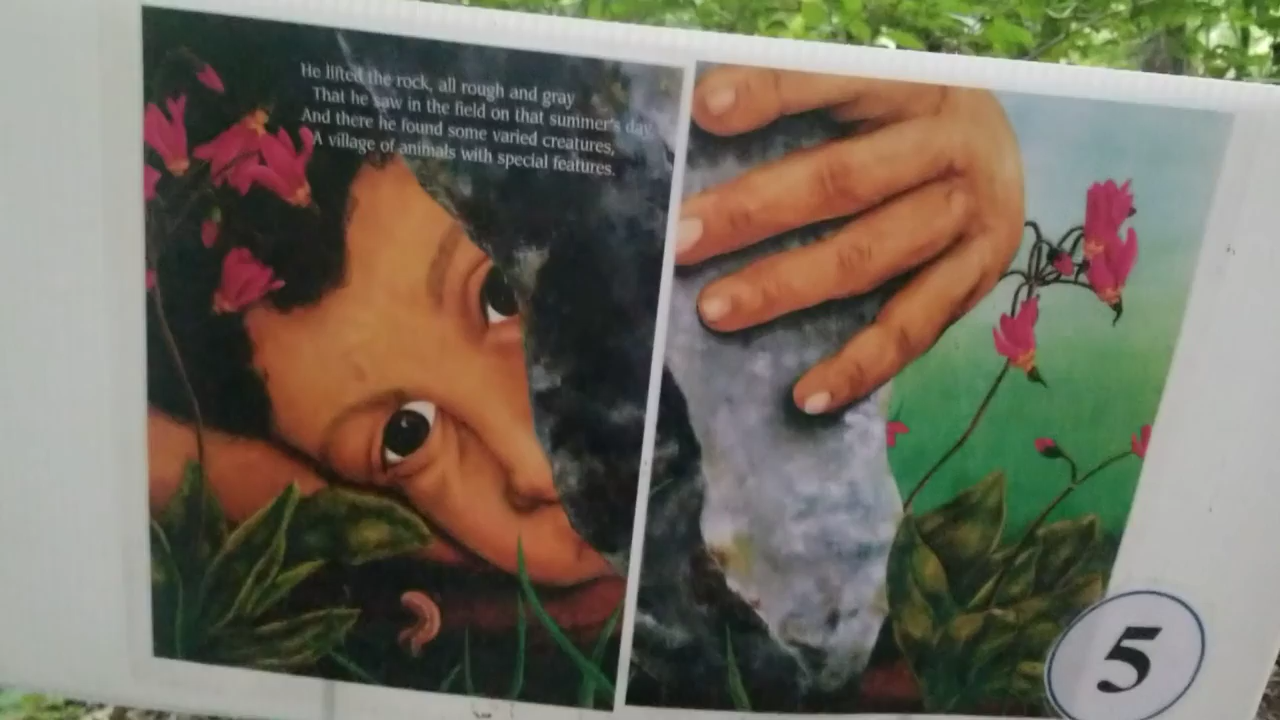 He lifted the rock, all rough and gray
That he saw in the field on that summer's day
And there he found some varied creatures,
A village of animals with special features.
5